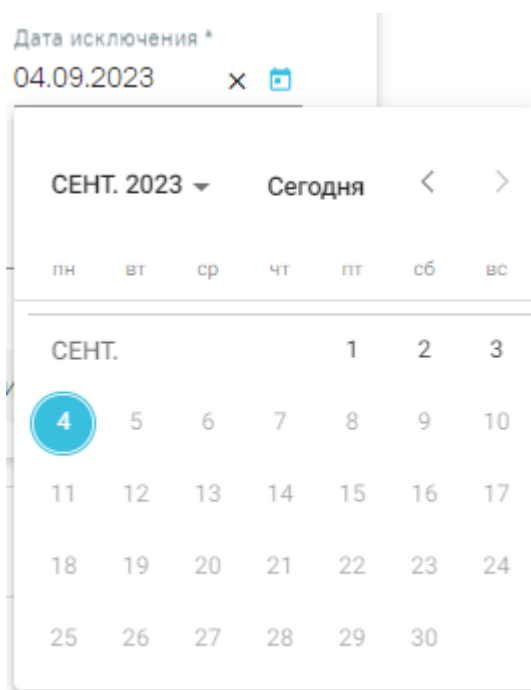 Дата исключения *
04.09.2023
СЕНТ. 2023 Сегодня
пн вт ср чт пт сб вс
СЕНТ. 1 2 3
4 5 6 7 8 9 10
11 12 13 14 15 16 17
18 19 20 21 22 23 24
25 26 27 28 29 30